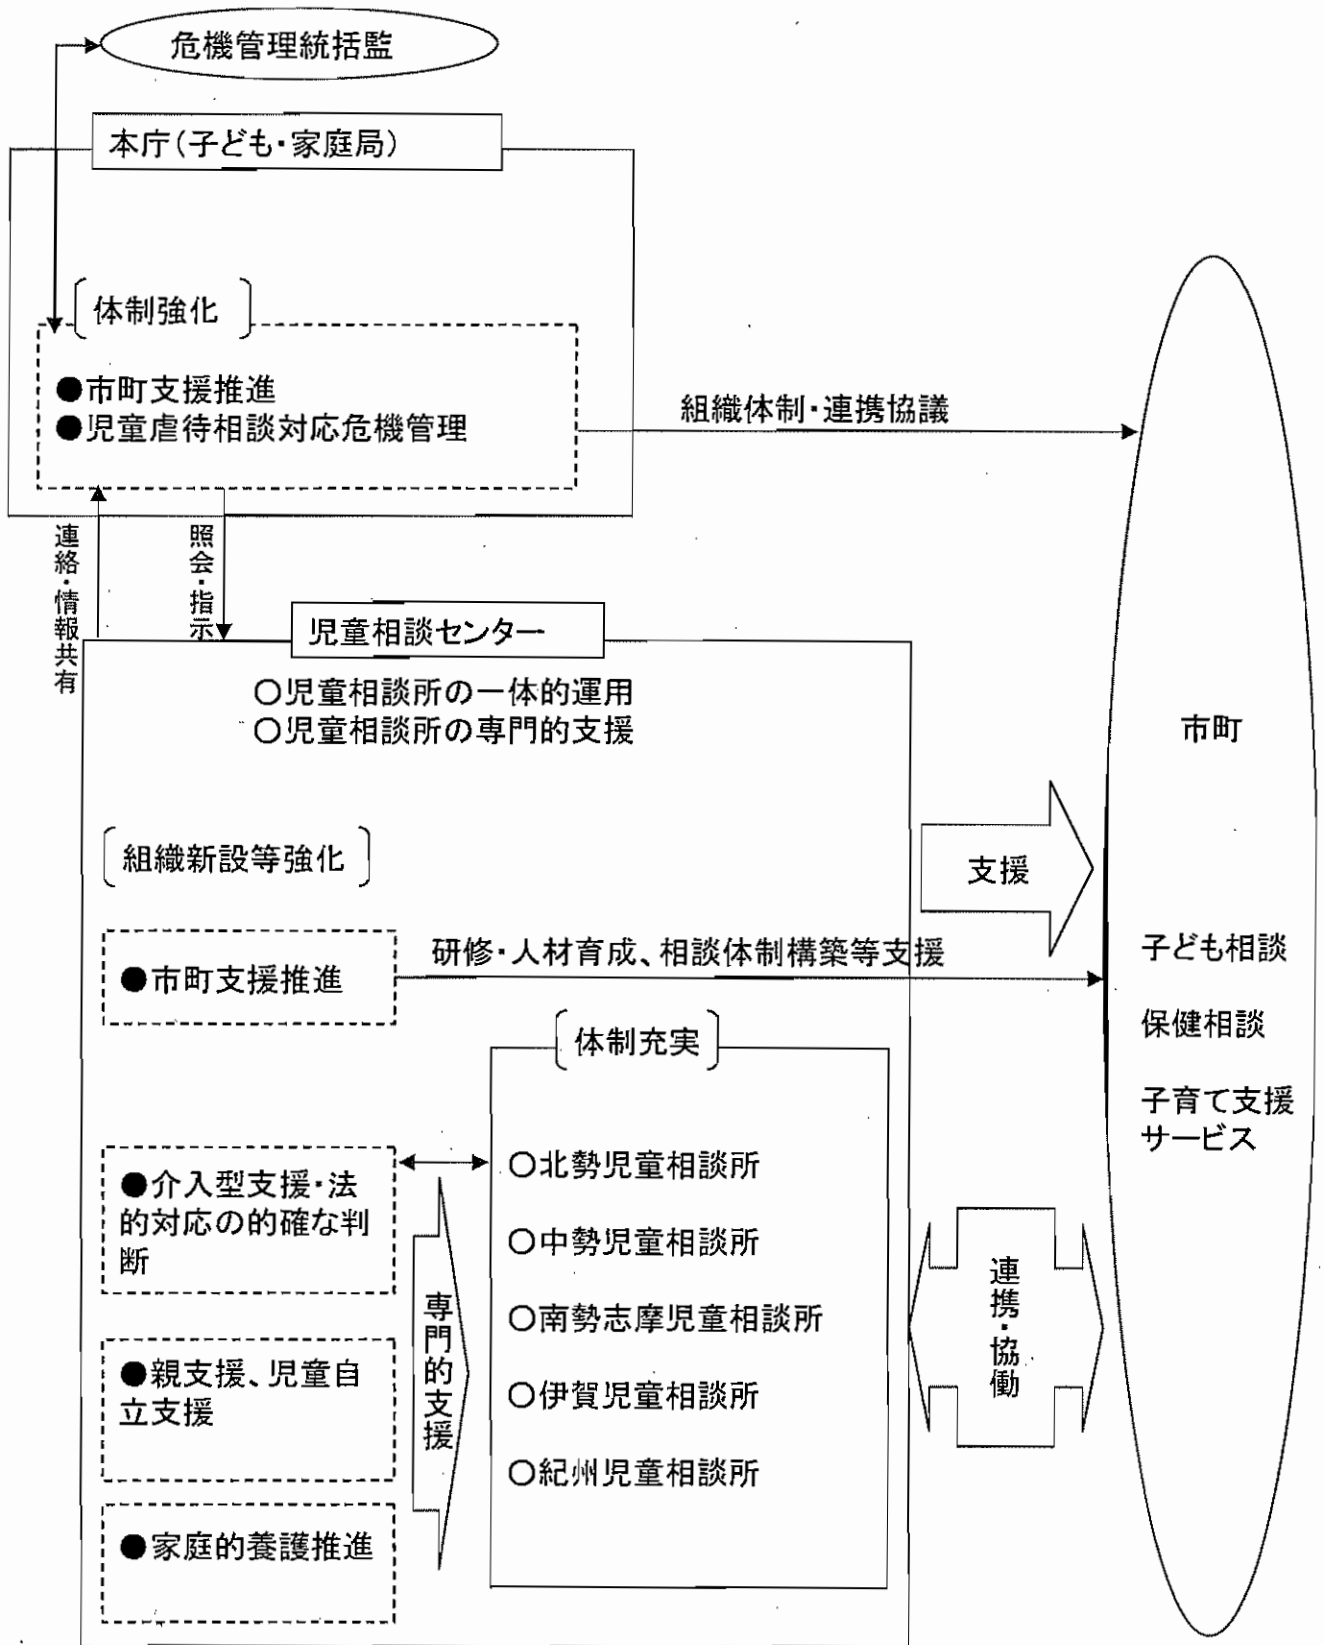 危機管理統括監
本庁(子ども・家庭局)
体制強化
●市町支援推進
●児童虐待相談対応危機管理
組織体制・連携協議
連絡・情報共有
照会・指示
児童相談センター
○児童相談所の一体的運用
○児童相談所の専門的支援
市町
組織新設等強化
支援
●市町支援推進
研修・人材育成、相談体制構築等支援
子ども相談
保健相談
子育て支援
サービス
体制充実
●介入型支援・法
的対応の的確な判
断
●親支援、児童自
立支援
●家庭的養護推進
専門的支援
○北勢児童相談所
○中勢児童相談所
○南勢志摩児童相談所
○伊賀児童相談所
○紀州児童相談所
連携・協働